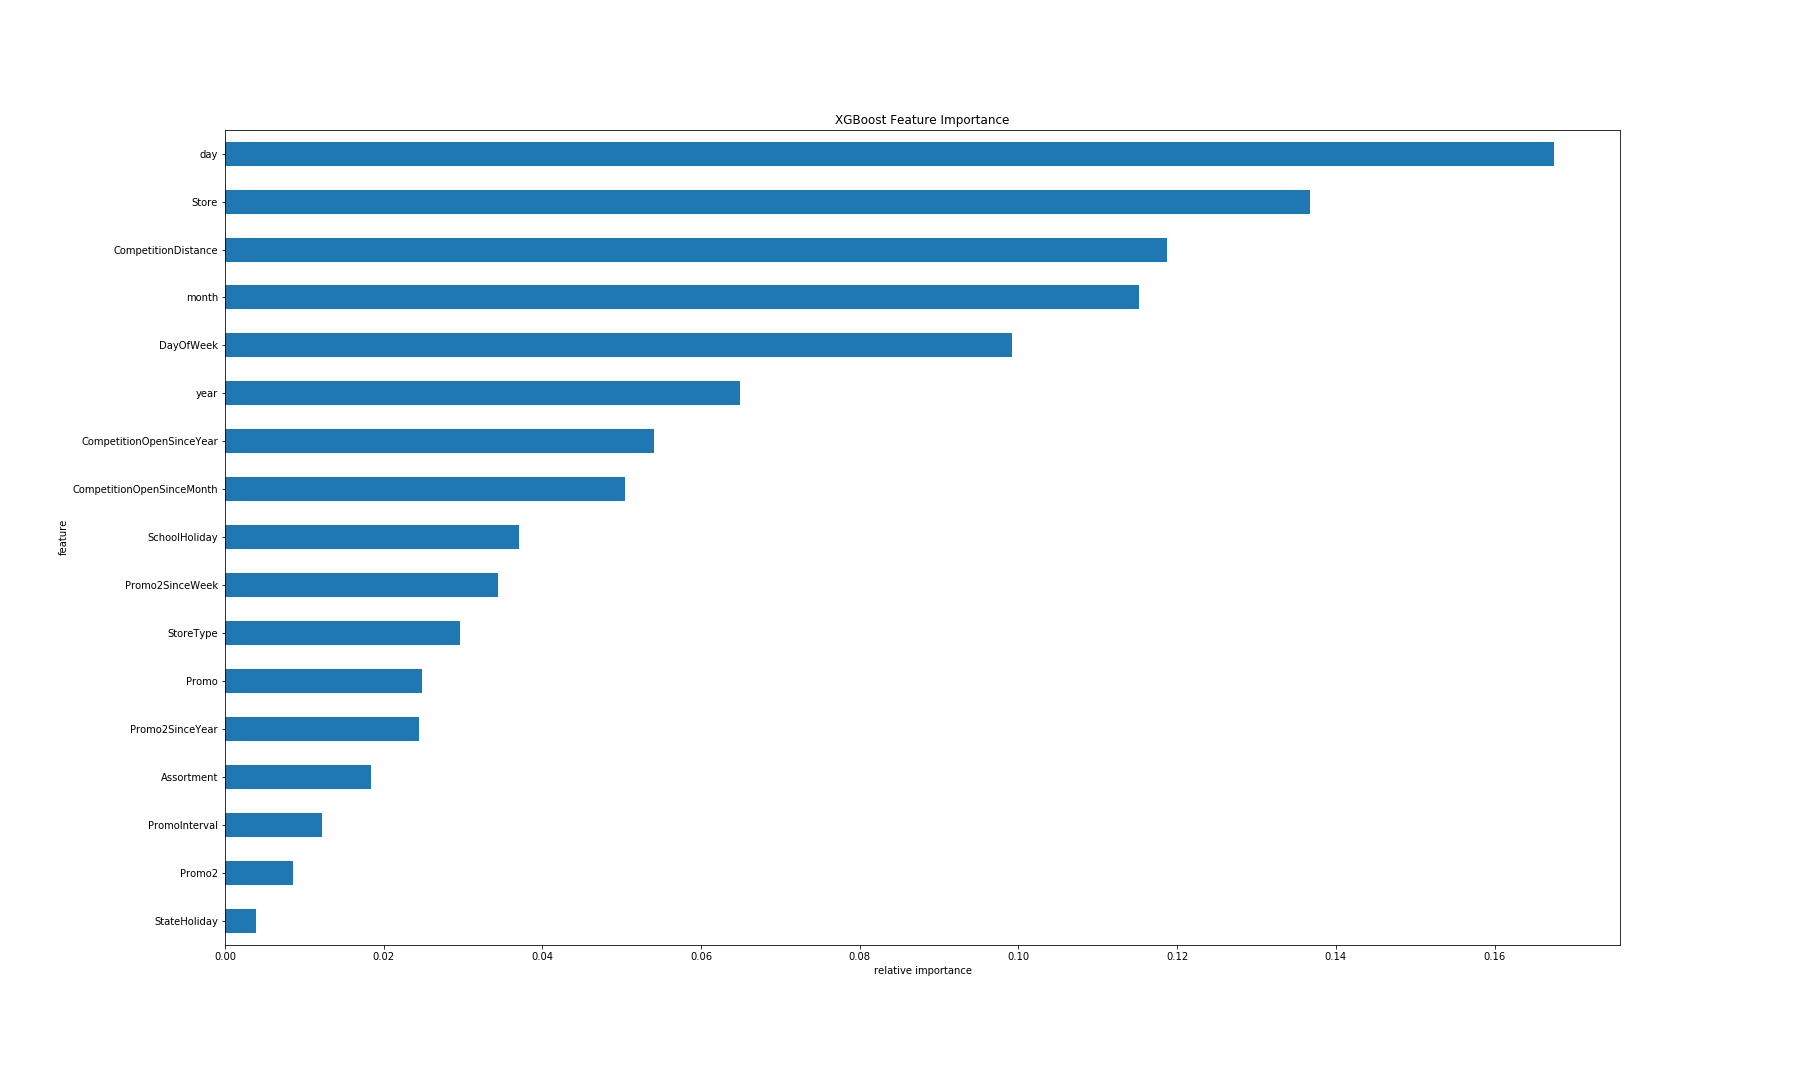 XGBoost Feature Importance
day
Store
CompetitionDistance
month
DayOfWeek
year
CompetitionOpenSinceYear
CompetitionOpenSinceMonth
SchoolHoliday
Promo2SinceWeek
StoreType
Promo
Promo2SinceYear
Assortment
PromoInterval
Promo2
StateHoliday
feature
0.00 0.02 0.04 0.06 0.08 0.10 0.12 0.14 0.16
relative importance